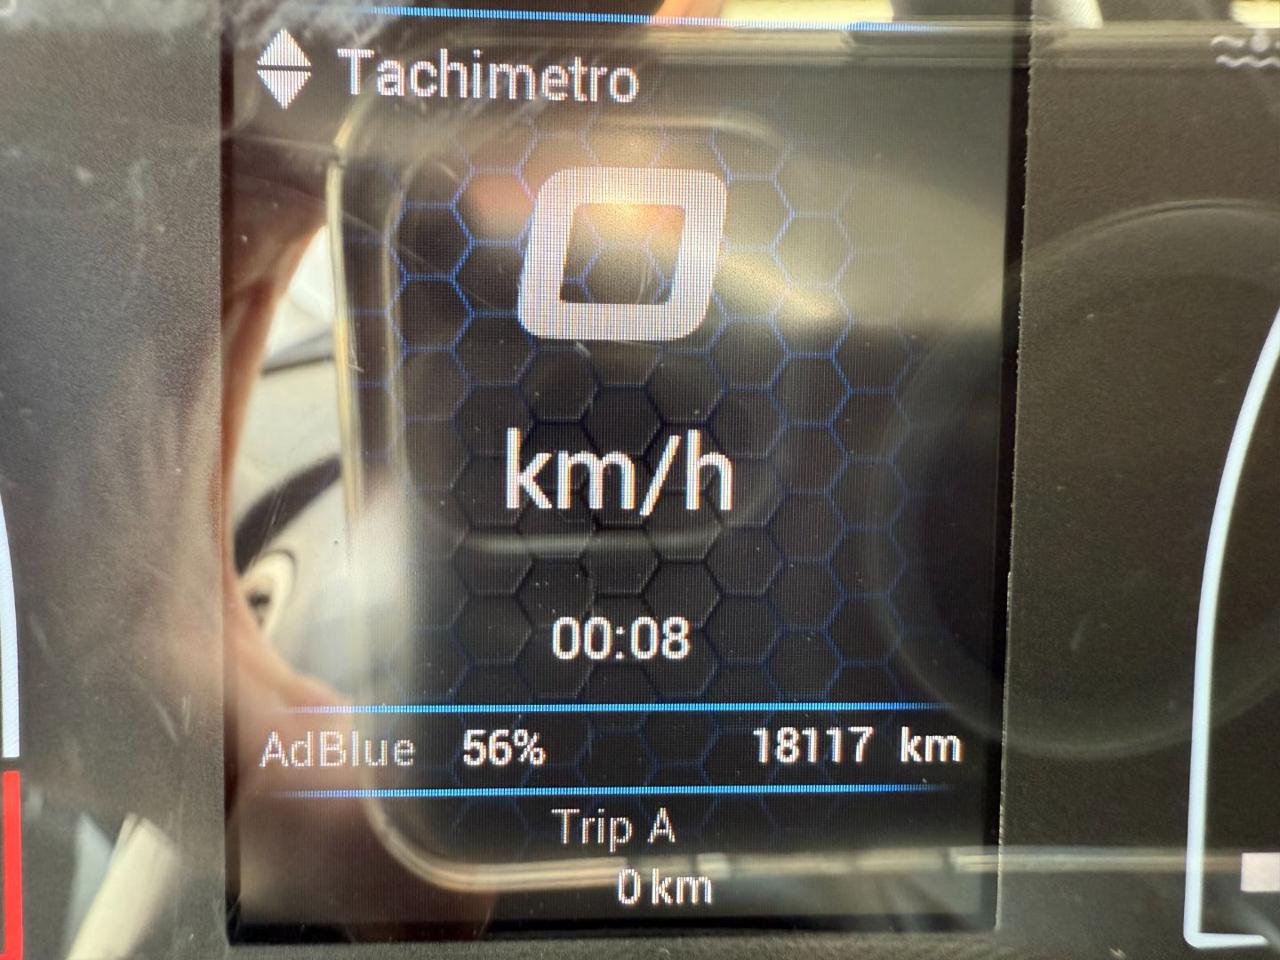 Tachimetro
0
km/h
00:08
AdBlue 56% 18117 km
Trip A
0 km